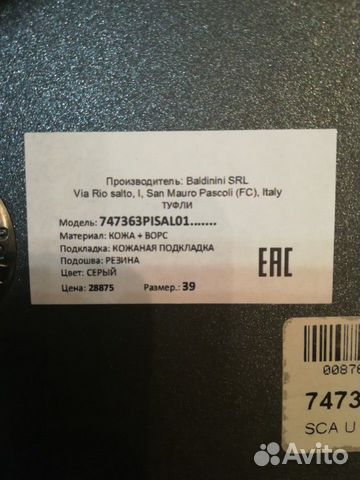 Производитель: Baldinini SRL
Via Rio salto, I, San Mauro Pascoli (FC), Italy
ТУФЛИ
Модель: 747363PISAL01.......
Материал: КОЖА + ВОРС
Подкладка: КОЖАНАЯ ПОДКЛАДКА
Подошва: РЕЗИНА
Цвет: СЕРЫЙ
Цена: 28875 Размер.: 39
EAC
0087
7473
SCA U
Avito